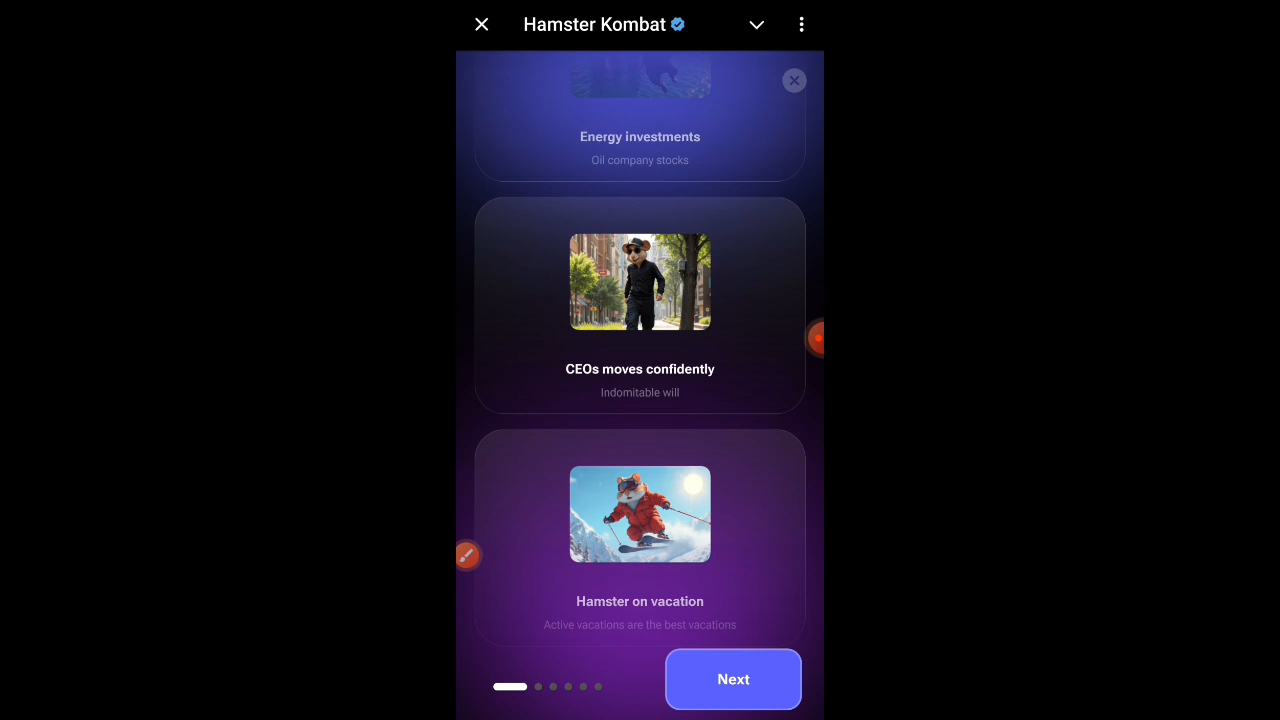 Hamster Kombat
Energy investments
Oil company stocks
CEOs moves confidently
Indomitable will
Hamster on vacation
Active vacations are the best vacations
Next